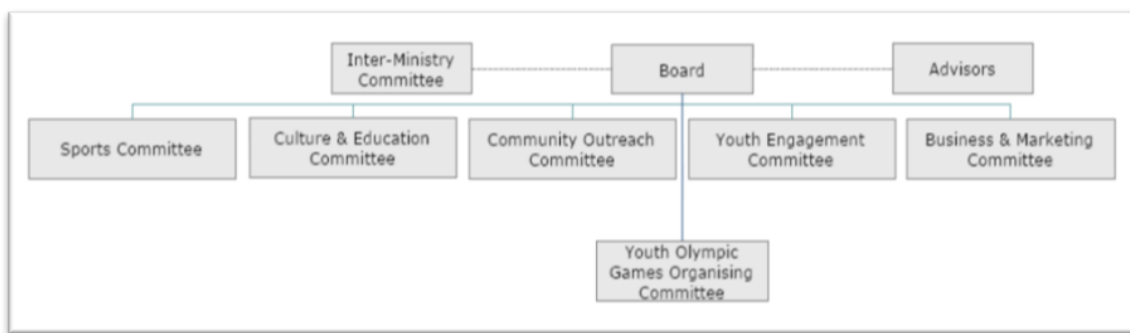 Inter-Ministry
Committee
Board
Advisors
Sports Committee
Culture & Education
Committee
Community Outreach
Committee
Youth Engagement
Committee
Business & Marketing
Committee
Youth Olympic
Games Organising
Committee